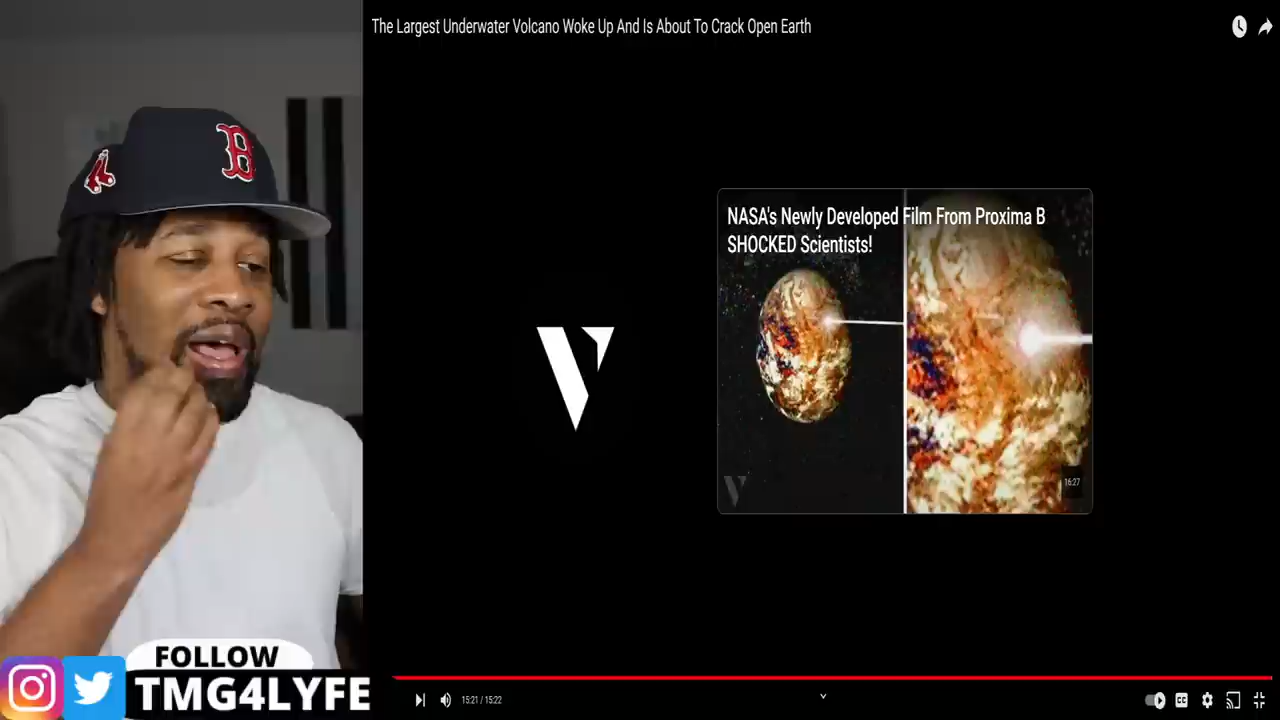 The Largest Underwater Volcano Woke Up And Is About To Crack Open Earth
B
NASA's Newly Developed Film From Proxima B
SHOCKED Scientists!
V
V
16:27
FOLLOW
TMG4LYFE
15:21 / 15:22
CC